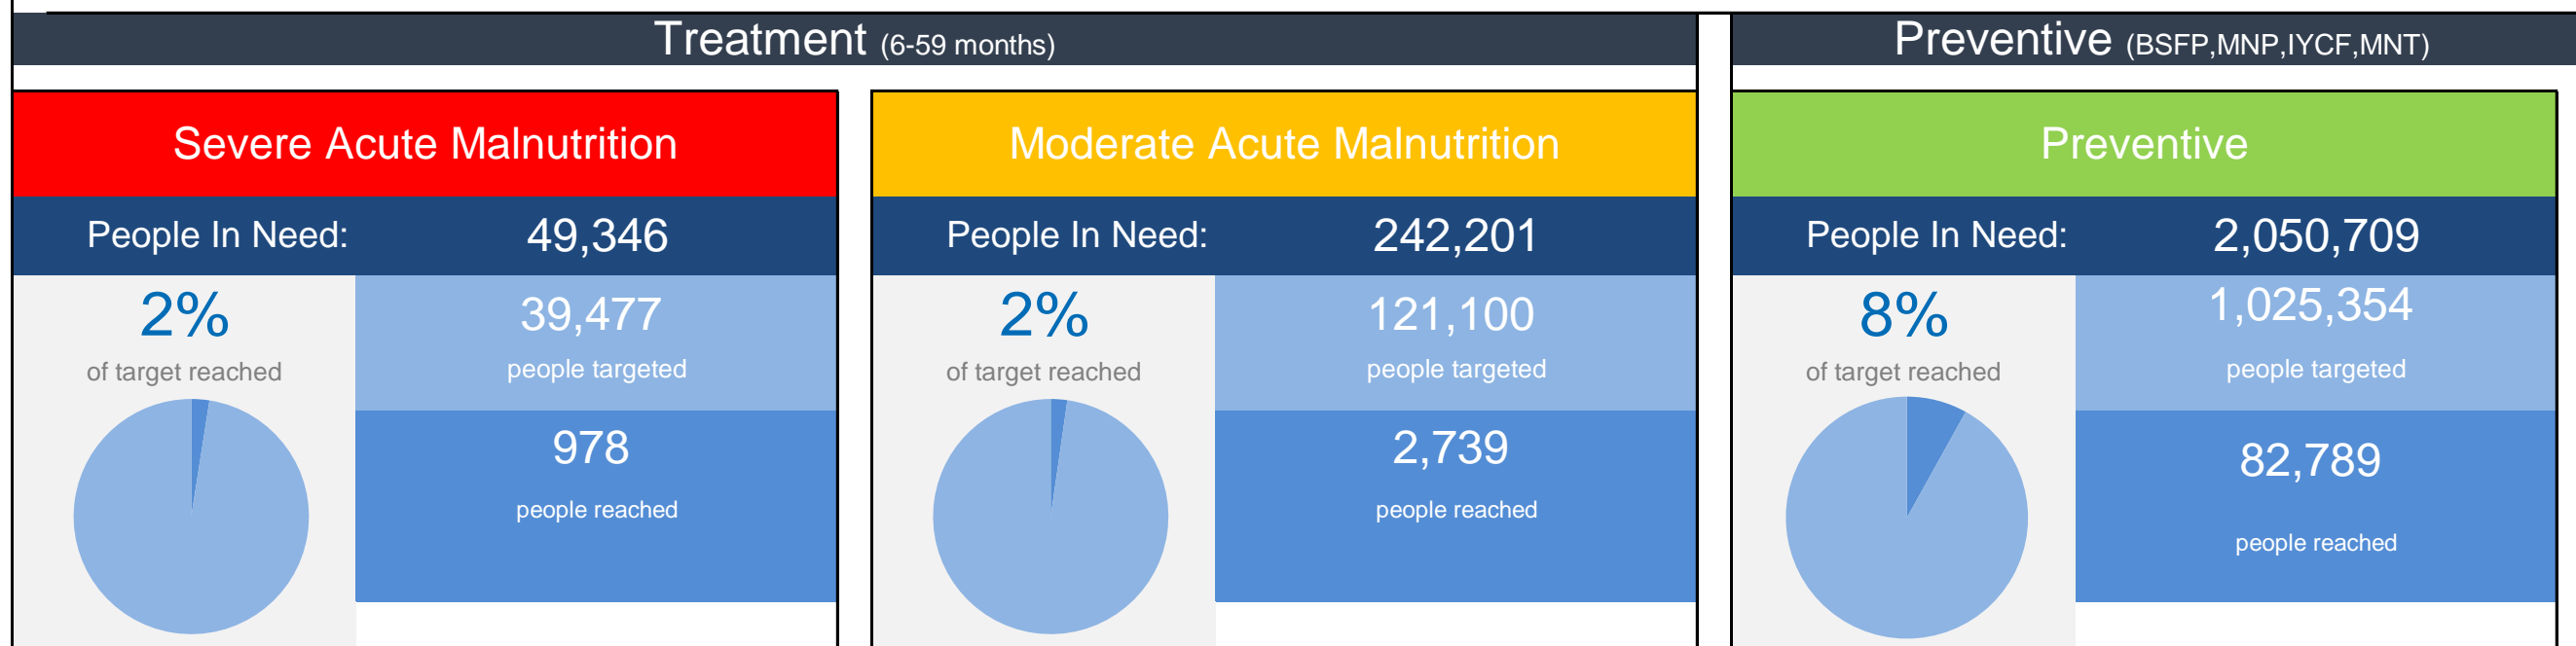 Treatment (6-59 months)
Preventive (BSFP,MNP,IYCF,MNT)
Severe Acute Malnutrition
People In Need: 49,346
2%
of target reached
39,477
people targeted
978
people reached
Moderate Acute Malnutrition
People In Need: 242,201
2%
of target reached
121,100
people targeted
2,739
people reached
Preventive
People In Need: 2,050,709
8%
of target reached
1,025,354
people targeted
82,789
people reached